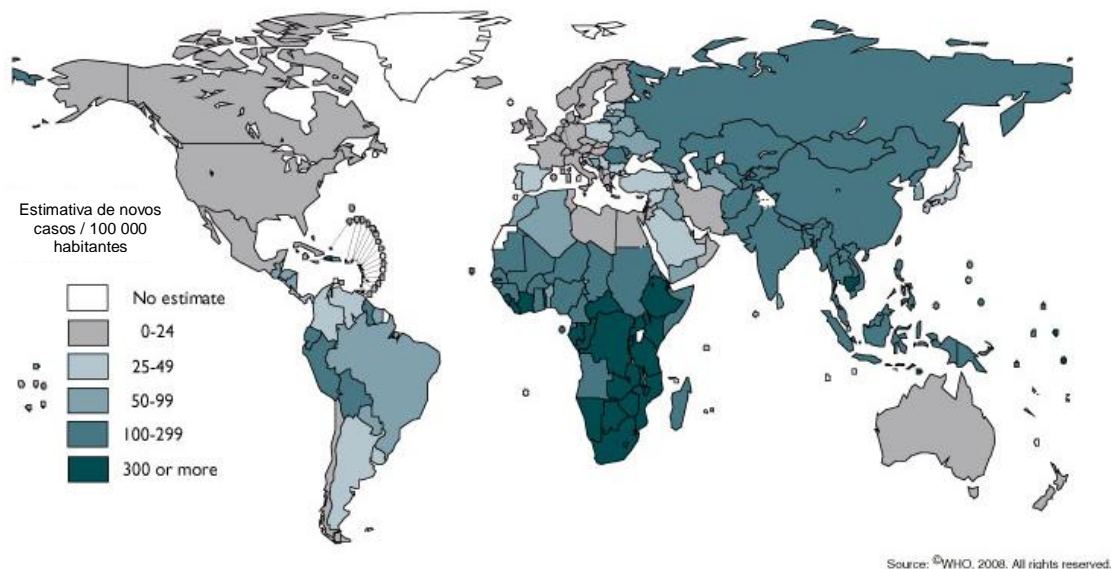 Estimativa de novos
casos / 100 000
habitantes
No estimate
0-24
25-49
50-99
100-299
300 or more
Source: ©WHO, 2008. All rights reserved.